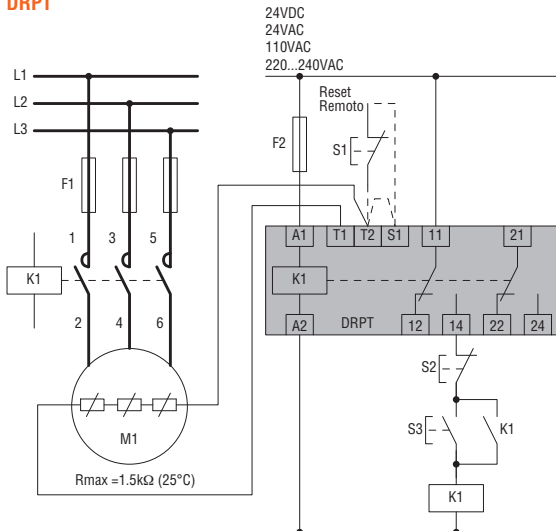 DRPT
24VDC
24VAC
110VAC
220...240VAC
L1
L2
L3
Reset
Remoto
F1
F2
S1
1 3 5
A1 T1 T2 S1 11 21
K1
K1
2 4 6
A2 DRPT 12 14 22 24
S2
M1
S3 K1
Rmax =1.5kΩ (25°C)
K1